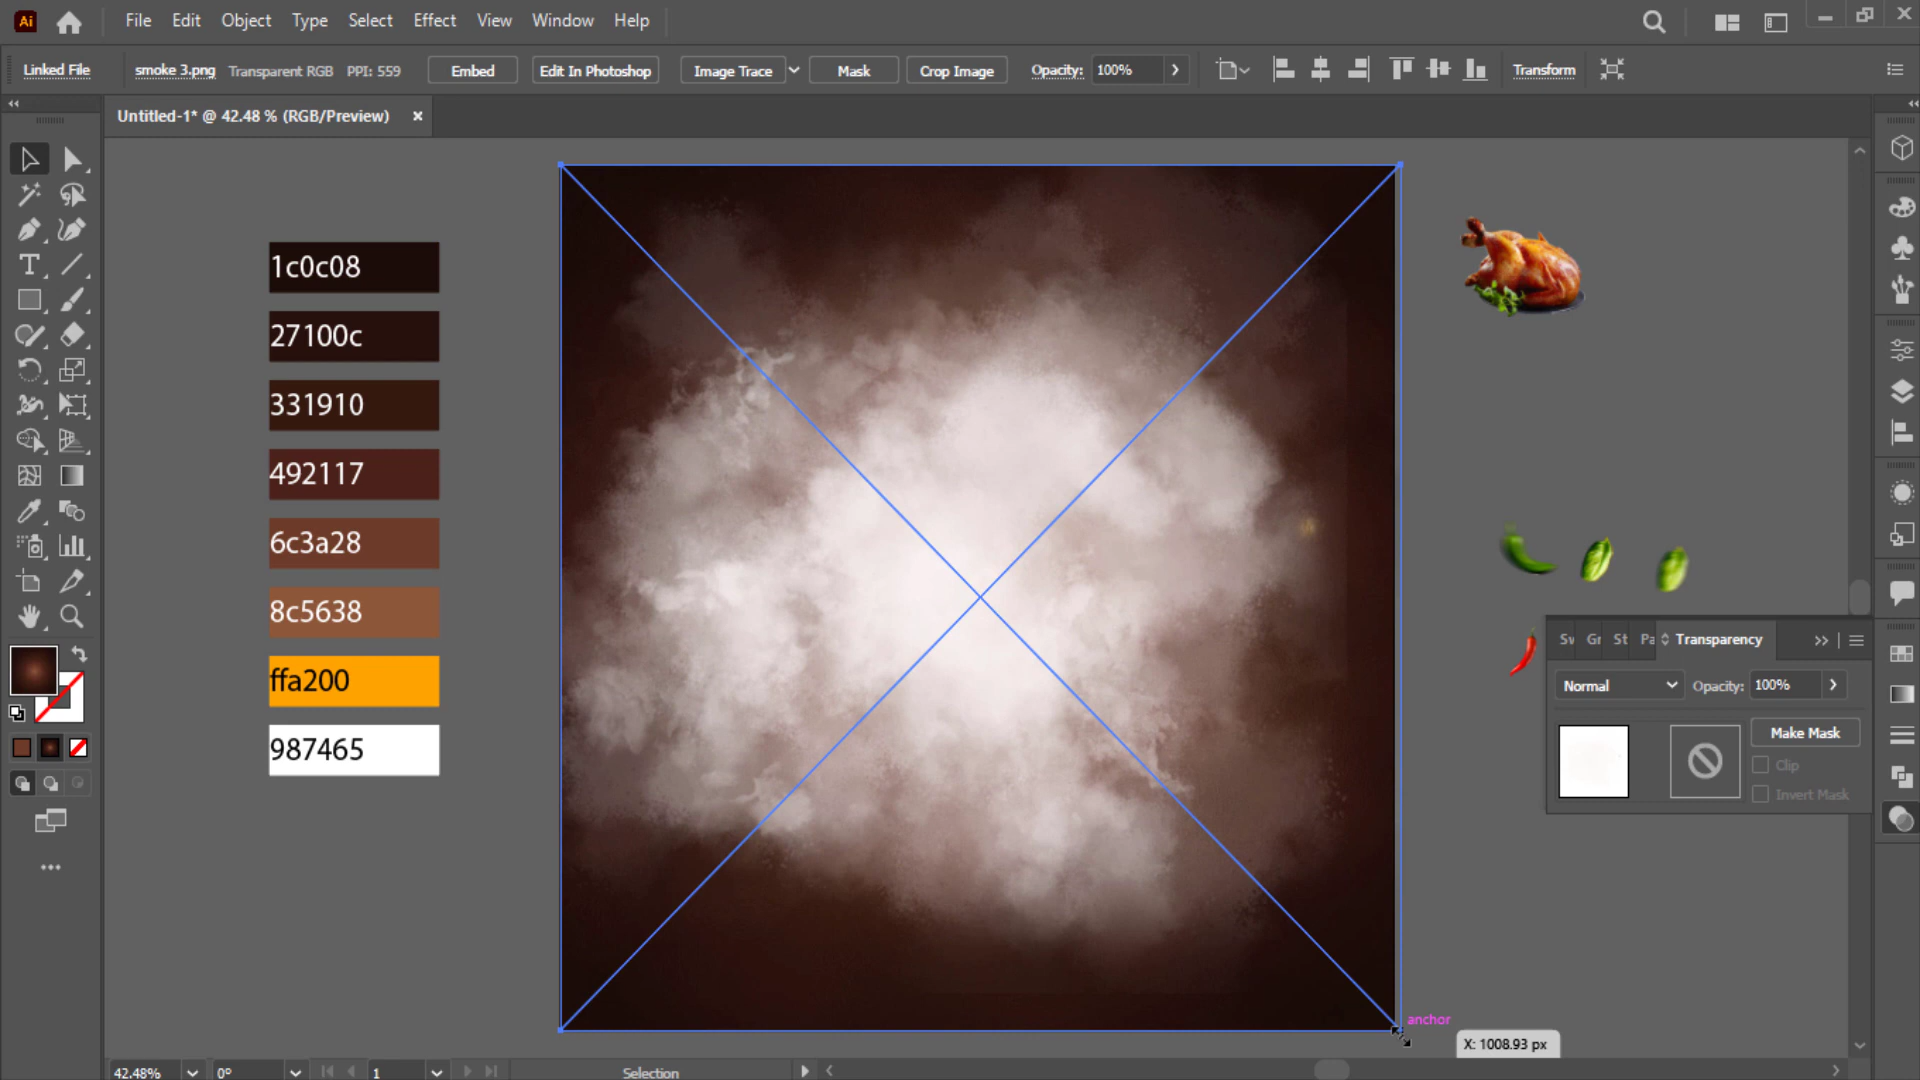 Ai File Edit Object Type Select Effect View Window Help
Linked File smoke 3.png Transparent RGB PPI: 559 Embed Edit In Photoshop Image Trace Mask Crop Image Opacity: 100% Transform
Untitled-1* @ 42.48 % (RGB/Preview) ×
1c0c08
27100c
331910
492117
6c3a28
8c5638
ffa200
987465
Sv Gr St Pa Transparency
Normal Opacity: 100%
Make Mask
Clip
Invert Mask
anchor
X: 1008.93 px
42.48% 0° 1 Selection